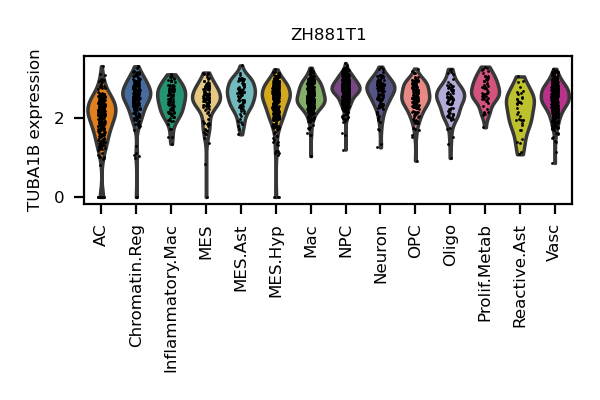 ZH881T1
TUBA1B expression
2
0
AC
Chromatin.Reg
Inflammatory.Mac
MES
MES.Ast
MES.Hyp
Mac
NPC
Neuron
OPC
Oligo
Prolif.Metab
Reactive.Ast
Vasc